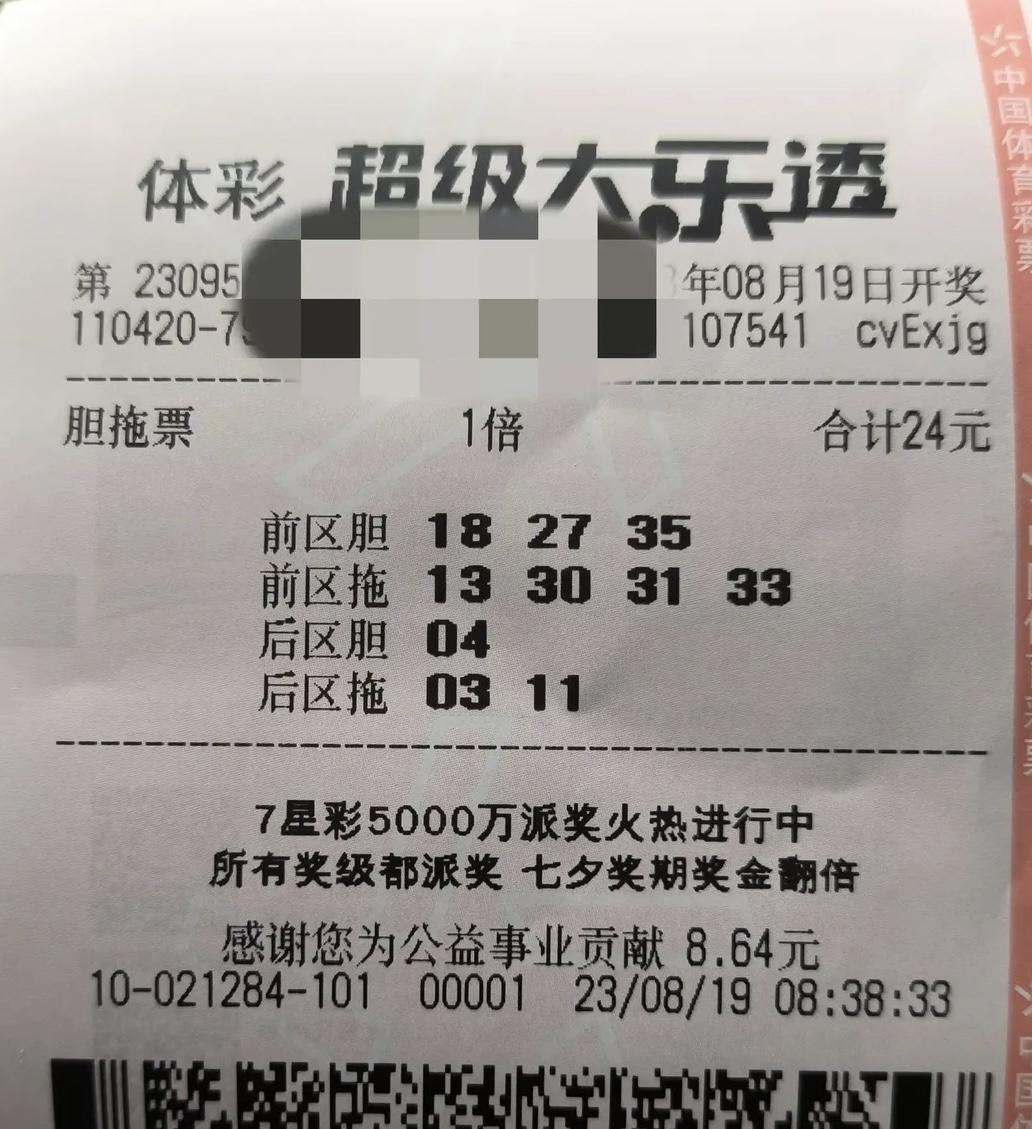 体彩 超级大乐透
第 23095 年08月19日开奖
110420-7 107541 cvExjg
胆拖票 1倍 合计24元
前区胆 18 27 35
前区拖 13 30 31 33
后区胆 04
后区拖 03 11
7星彩5000万派奖火热进行中
所有奖级都派奖 七夕奖期奖金翻倍
感谢您为公益事业贡献 8.64元
10-021284-101 00001 23/08/19 08:38:33
中国体育彩票